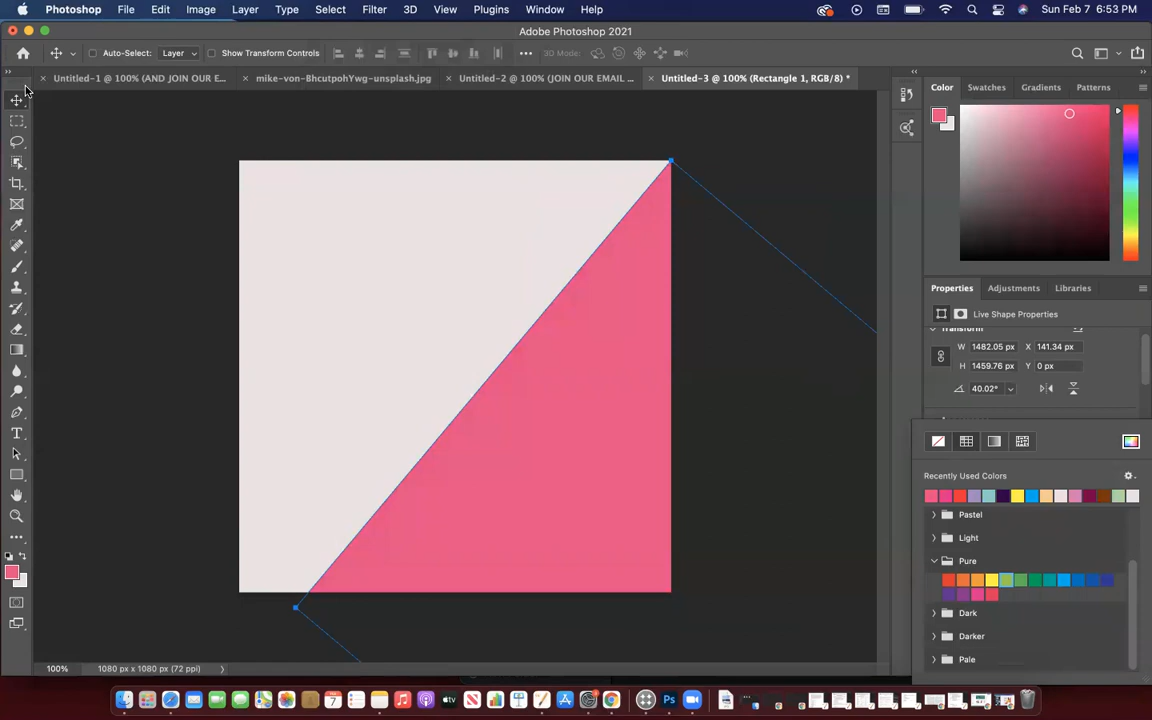 Photoshop File Edit Image Layer Type Select Filter 3D View Plugins Window Help Sun Feb 7 6:53 PM
Adobe Photoshop 2021
Auto-Select: Layer Show Transform Controls 3D Mode:
Untitled-1 @ 100% (AND JOIN OUR E... mike-von-8hcutpohYwg-unsplash.jpg Untitled-2 @ 100% (JOIN OUR EMAIL ... Untitled-3 @ 100% (Rectangle 1, RGB/8) *
Color Swatches Gradients Patterns
Properties Adjustments Libraries
Live Shape Properties
Transform
W 1482.05 px X 141.34 px
H 1459.76 px Y 0 px
40.02°
Recently Used Colors
Pastel
Light
Pure
Dark
Darker
Pale
100% 1080 px x 1080 px (72 ppi)